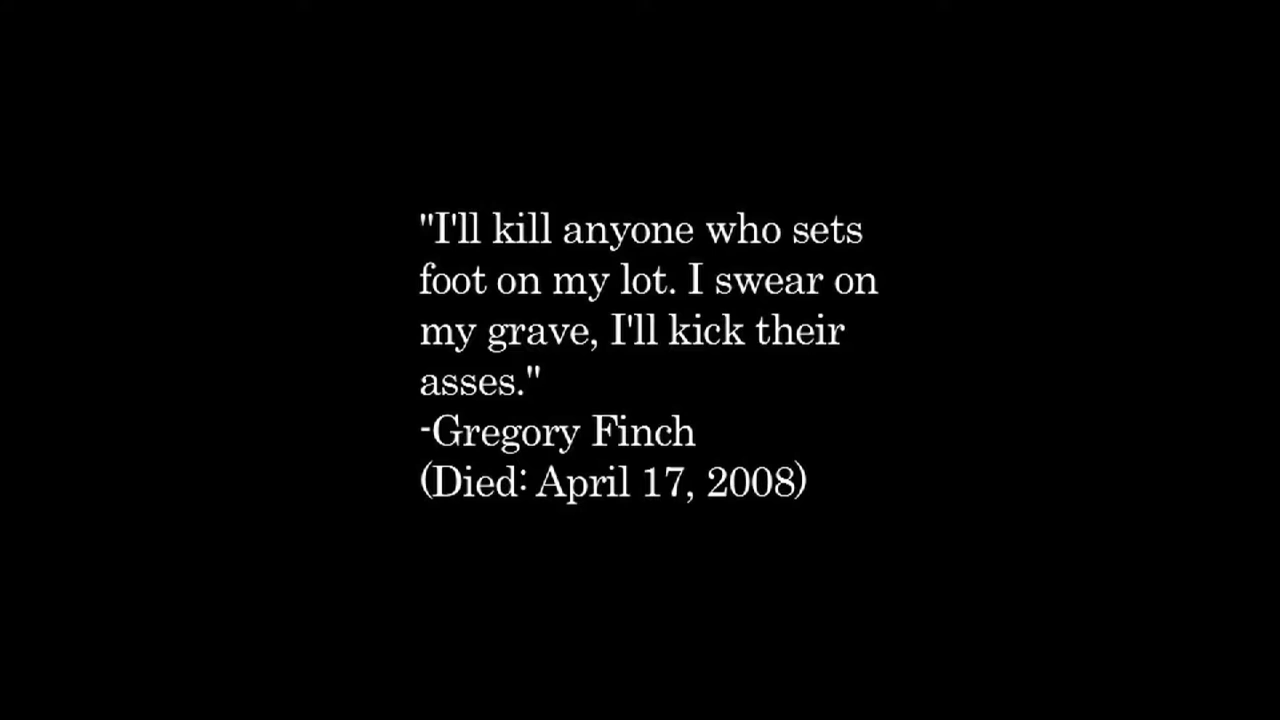 "I'll kill anyone who sets
foot on my lot. I swear on
my grave, I'll kick their
asses."
-Gregory Finch
(Died: April 17, 2008)